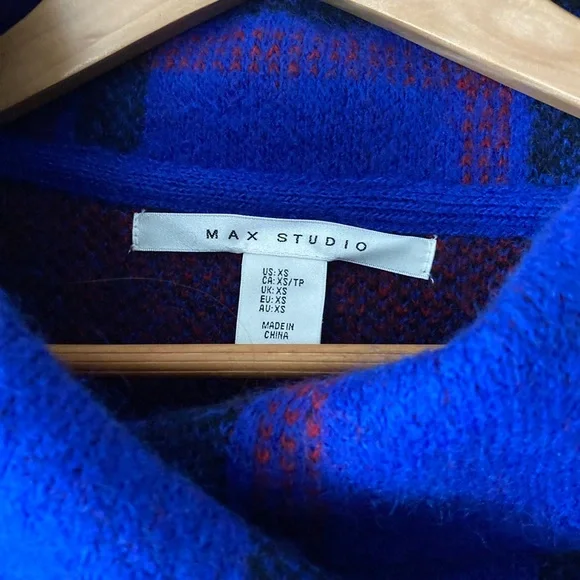 MAX STUDIO
US: XS
CA: XS/TP
UK: XS
EU: XS
AU: XS
MADE IN
CHINA